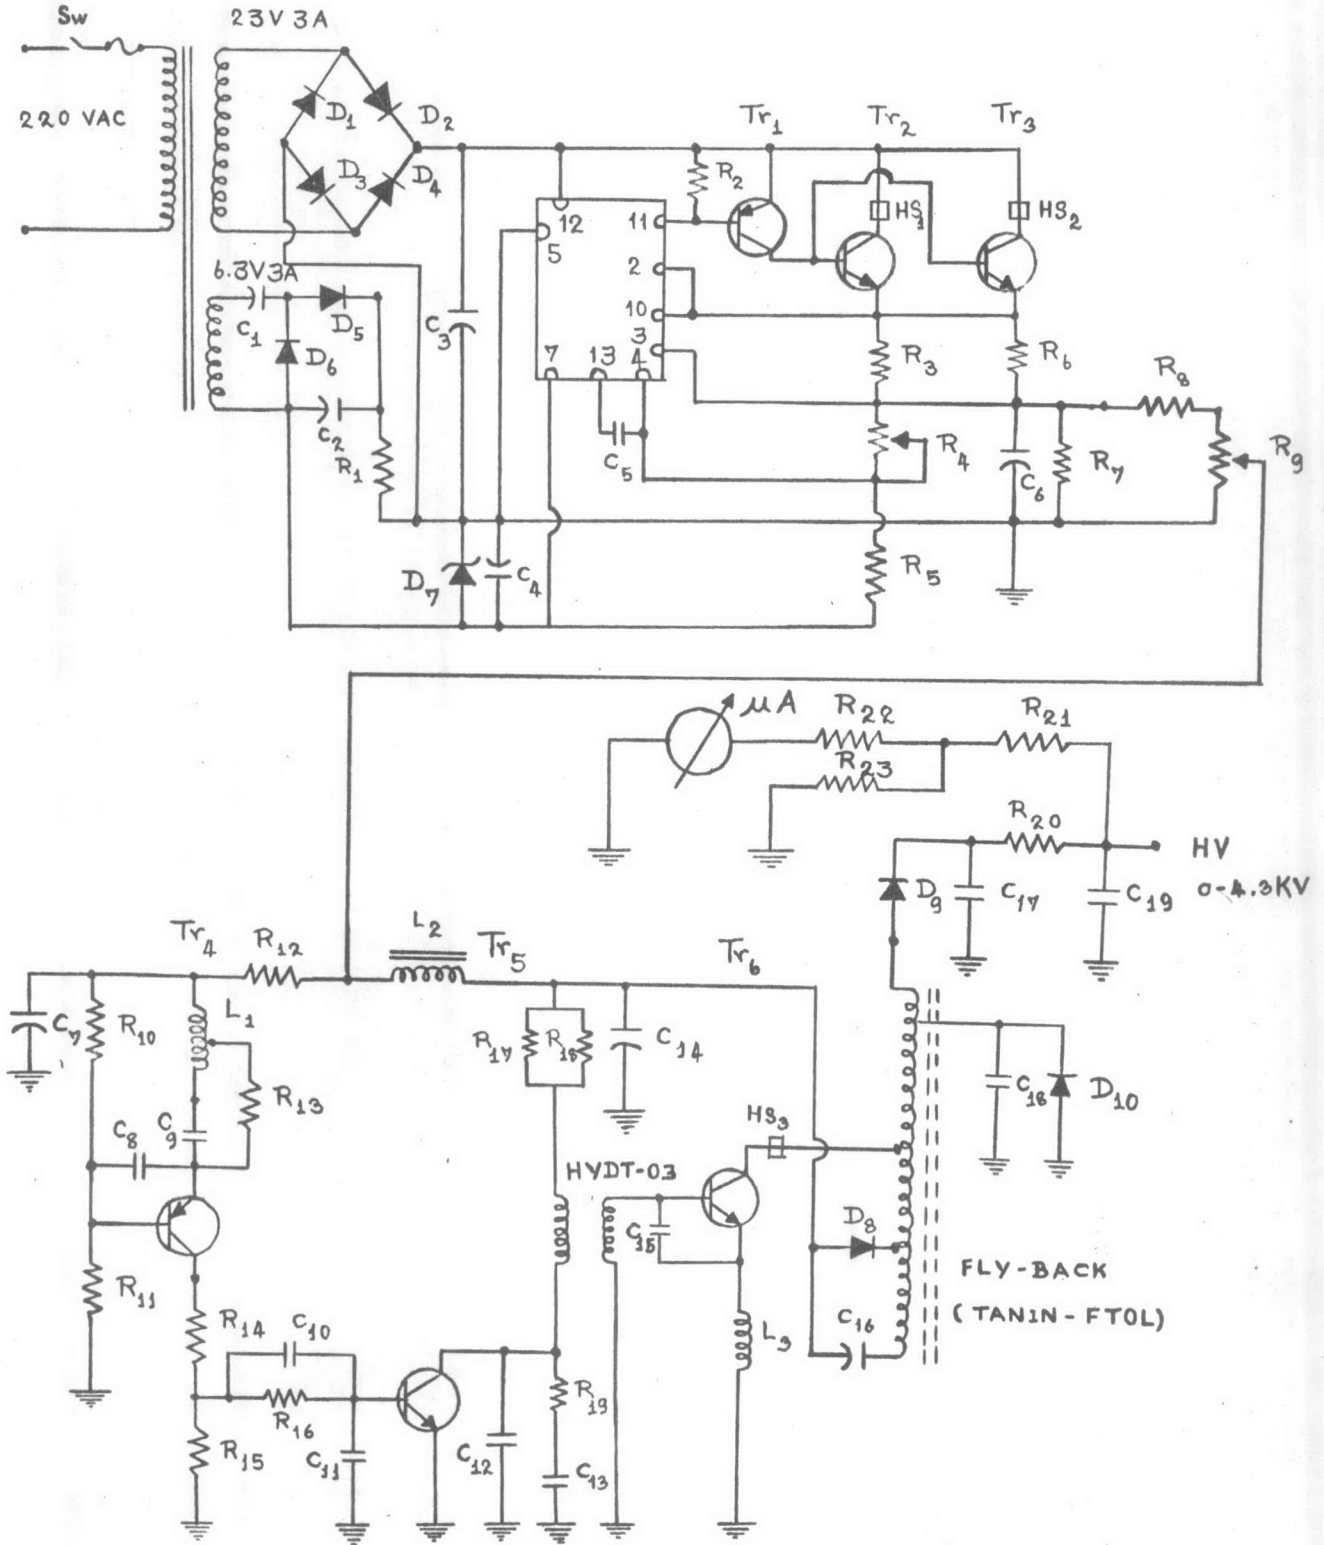 Sw
23V 3A
220 VAC
D1
D2
D3
D4
6.3V 3A
C1
D5
D6
C2
R1
C3
D7
C4
12
5
11
2
10
3
4
7
13
C5
R2
Tr1
Tr2
Tr3
HS1
HS2
R3
R6
R4
R5
C6
R7
R8
R9
µA
R22
R21
R23
R20
HV
0-4.3KV
D9
C17
C19
Tr4
R12
L2
Tr5
Tr6
C7
R10
L1
R13
C8
C9
R11
R17
R18
C14
HS3
C18
D10
HYDT-03
C15
D8
L3
C16
FLY-BACK
(TANIN-FTOL)
R14
C10
R16
R15
C11
C12
R19
C13